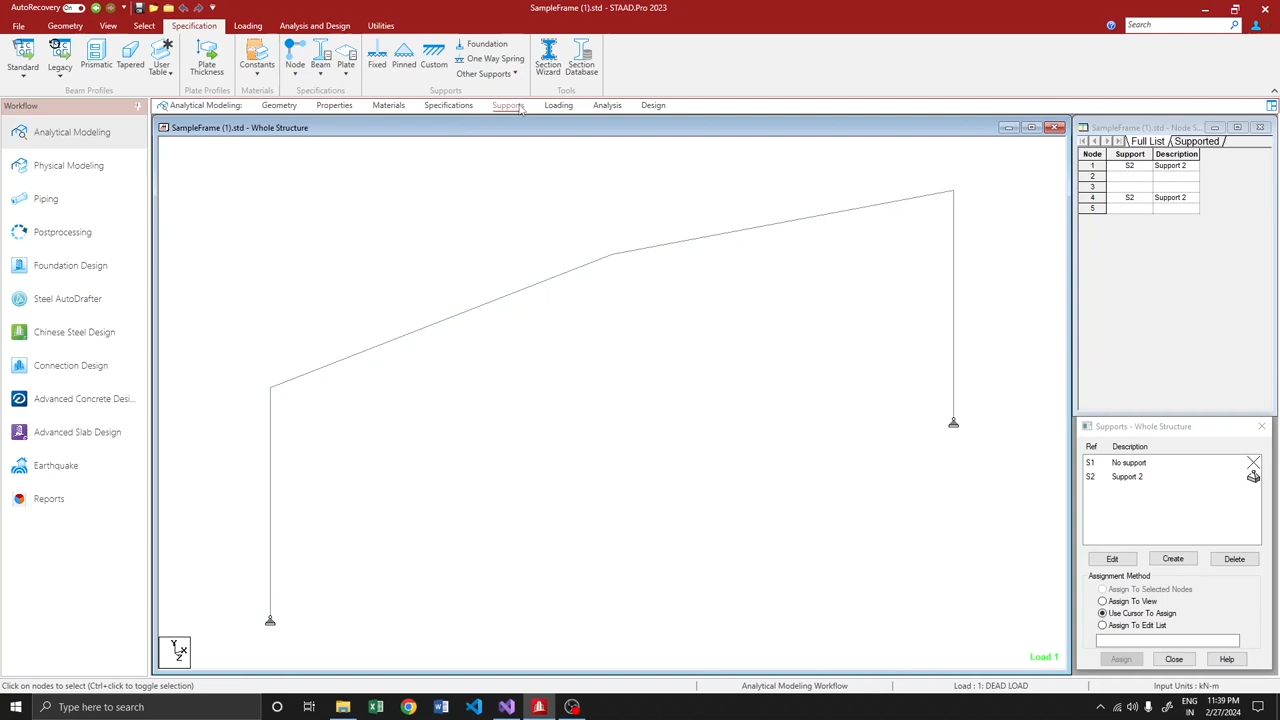 AutoRecovery On
SampleFrame (1).std - STAAD.Pro 2023
File Geometry View Select Specification Loading Analysis and Design Utilities
Search
Standard
Legacy
Prismatic
Tapered
User Table
Beam Profiles
Plate Thickness
Plate Profiles
Constants
Materials
Node
Beam
Plate
Specifications
Fixed
Pinned
Custom
Foundation
One Way Spring
Other Supports
Supports
Section Wizard
Section Database
Tools
Workflow
Analytical Modeling: Geometry Properties Materials Specifications Supports Loading Analysis Design
Analytical Modeling
Physical Modeling
Piping
Postprocessing
Foundation Design
Steel AutoDrafter
Chinese Steel Design
Connection Design
Advanced Concrete Desi...
Advanced Slab Design
Earthquake
Reports
SampleFrame (1).std - Whole Structure
Y
X
Z
Load 1
SampleFrame (1).std - Node S...
Full List Supported
Node Support Description
1 S2 Support 2
2
3
4 S2 Support 2
5
Supports - Whole Structure
Ref Description
S1 No support
S2 Support 2
Edit Create Delete
Assignment Method
Assign To Selected Nodes
Assign To View
Use Cursor To Assign
Assign To Edit List
Assign Close Help
Click on nodes to select (Ctrl+click to toggle selection)
Analytical Modeling Workflow
Load : 1: DEAD LOAD
Input Units : kN-m
Type here to search
ENG
IN
11:39 PM
2/27/2024